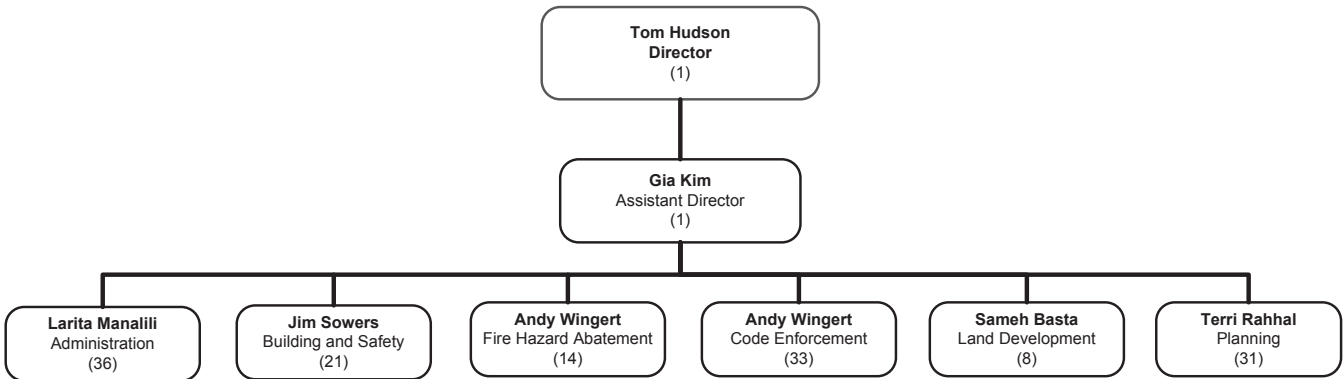 Tom Hudson
Director
(1)
Gia Kim
Assistant Director
(1)
Larita Manalili
Administration
(36)
Jim Sowers
Building and Safety
(21)
Andy Wingert
Fire Hazard Abatement
(14)
Andy Wingert
Code Enforcement
(33)
Sameh Basta
Land Development
(8)
Terri Rahhal
Planning
(31)